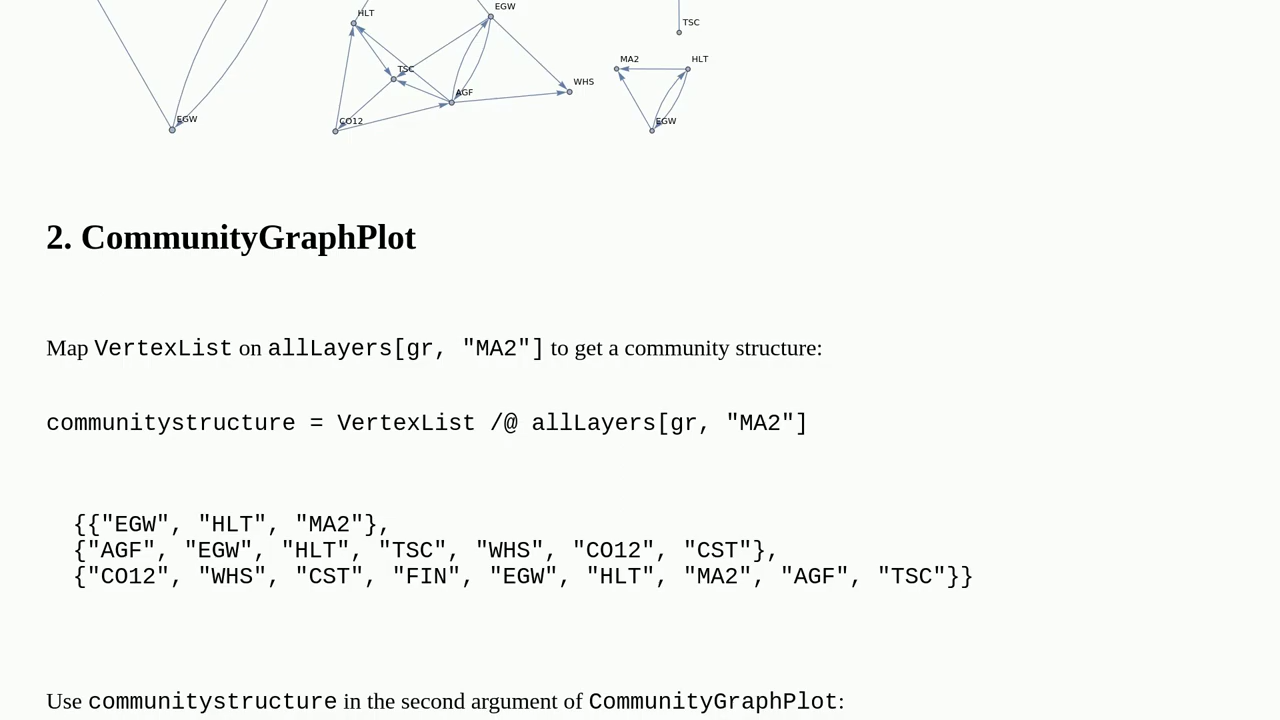 HLT
EGW
TSC
TSC
MA2
HLT
WHS
AGF
EGW
CO12
EGW
2. CommunityGraphPlot
Map VertexList on allLayers[gr, "MA2"] to get a community structure:
communitystructure = VertexList /@ allLayers[gr, "MA2"]
{{"EGW", "HLT", "MA2"},
{"AGF", "EGW", "HLT", "TSC", "WHS", "CO12", "CST"},
{"CO12", "WHS", "CST", "FIN", "EGW", "HLT", "MA2", "AGF", "TSC"}}
Use communitystructure in the second argument of CommunityGraphPlot: